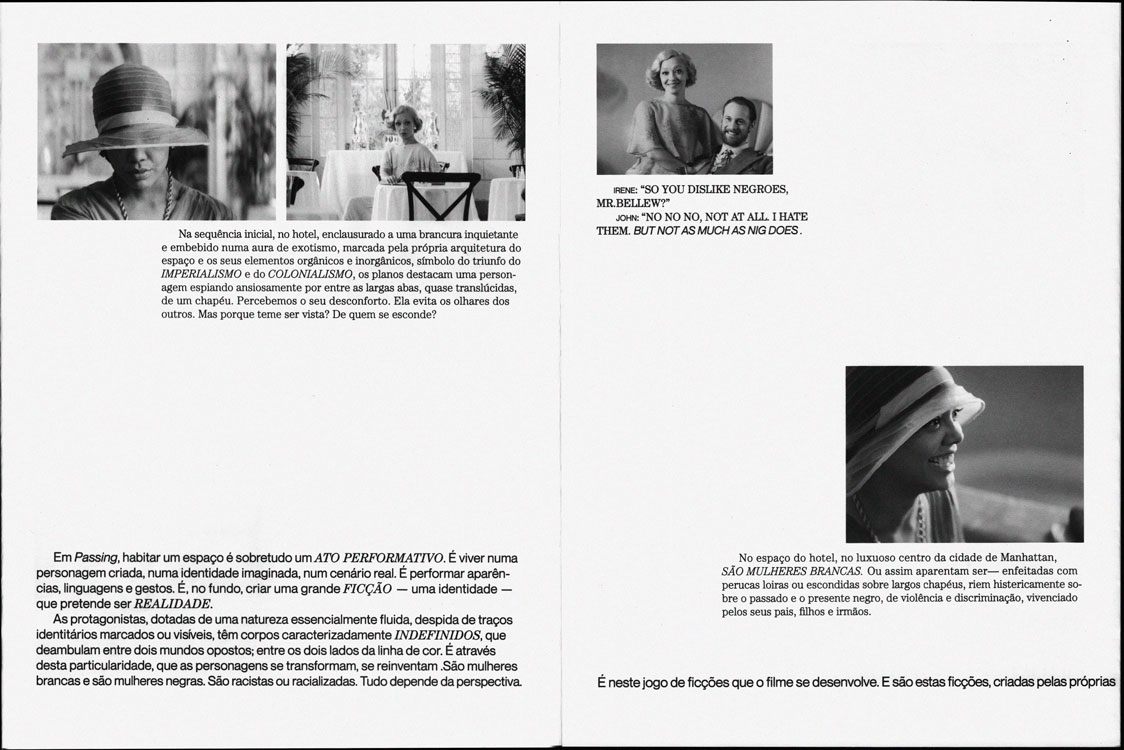 Na sequência inicial, no hotel, enclausurado a uma brancura inquietante
e embebido numa aura de exotismo, marcada pela própria arquitetura do
espaço e os seus elementos orgânicos e inorgânicos, símbolo do triunfo do
IMPERIALISMO e do COLONIALISMO, os planos destacam uma person-
agem espiando ansiosamente por entre as largas abas, quase translúcidas,
de um chapéu. Percebemos o seu desconforto. Ela evita os olhares dos
outros. Mas porque teme ser vista? De quem se esconde?
Em Passing, habitar um espaço é sobretudo um ATO PERFORMATIVO. É viver numa
personagem criada, numa identidade imaginada, num cenário real. É performar aparên-
cias, linguagens e gestos. É, no fundo, criar uma grande FICÇÃO — uma identidade —
que pretende ser REALIDADE.
As protagonistas, dotadas de uma natureza essencialmente fluida, despida de traços
identitários marcados ou visíveis, têm corpos caracterizadamente INDEFINIDOS, que
deambulam entre dois mundos opostos; entre os dois lados da linha de cor. É através
desta particularidade, que as personagens se transformam, se reinventam .São mulheres
brancas e são mulheres negras. São racistas ou racializadas. Tudo depende da perspectiva.
IRENE: “SO YOU DISLIKE NEGROES,
MR.BELLEW?”
JOHN: “NO NO NO, NOT AT ALL. I HATE
THEM. BUT NOT AS MUCH AS NIG DOES .
No espaço do hotel, no luxuoso centro da cidade de Manhattan,
SÃO MULHERES BRANCAS. Ou assim aparentam ser— enfeitadas com
perucas loiras ou escondidas sobre largos chapéus, riem histericamente so-
bre o passado e o presente negro, de violência e discriminação, vivenciado
pelos seus pais, filhos e irmãos.
É neste jogo de ficções que o filme se desenvolve. E são estas ficções, criadas pelas próprias